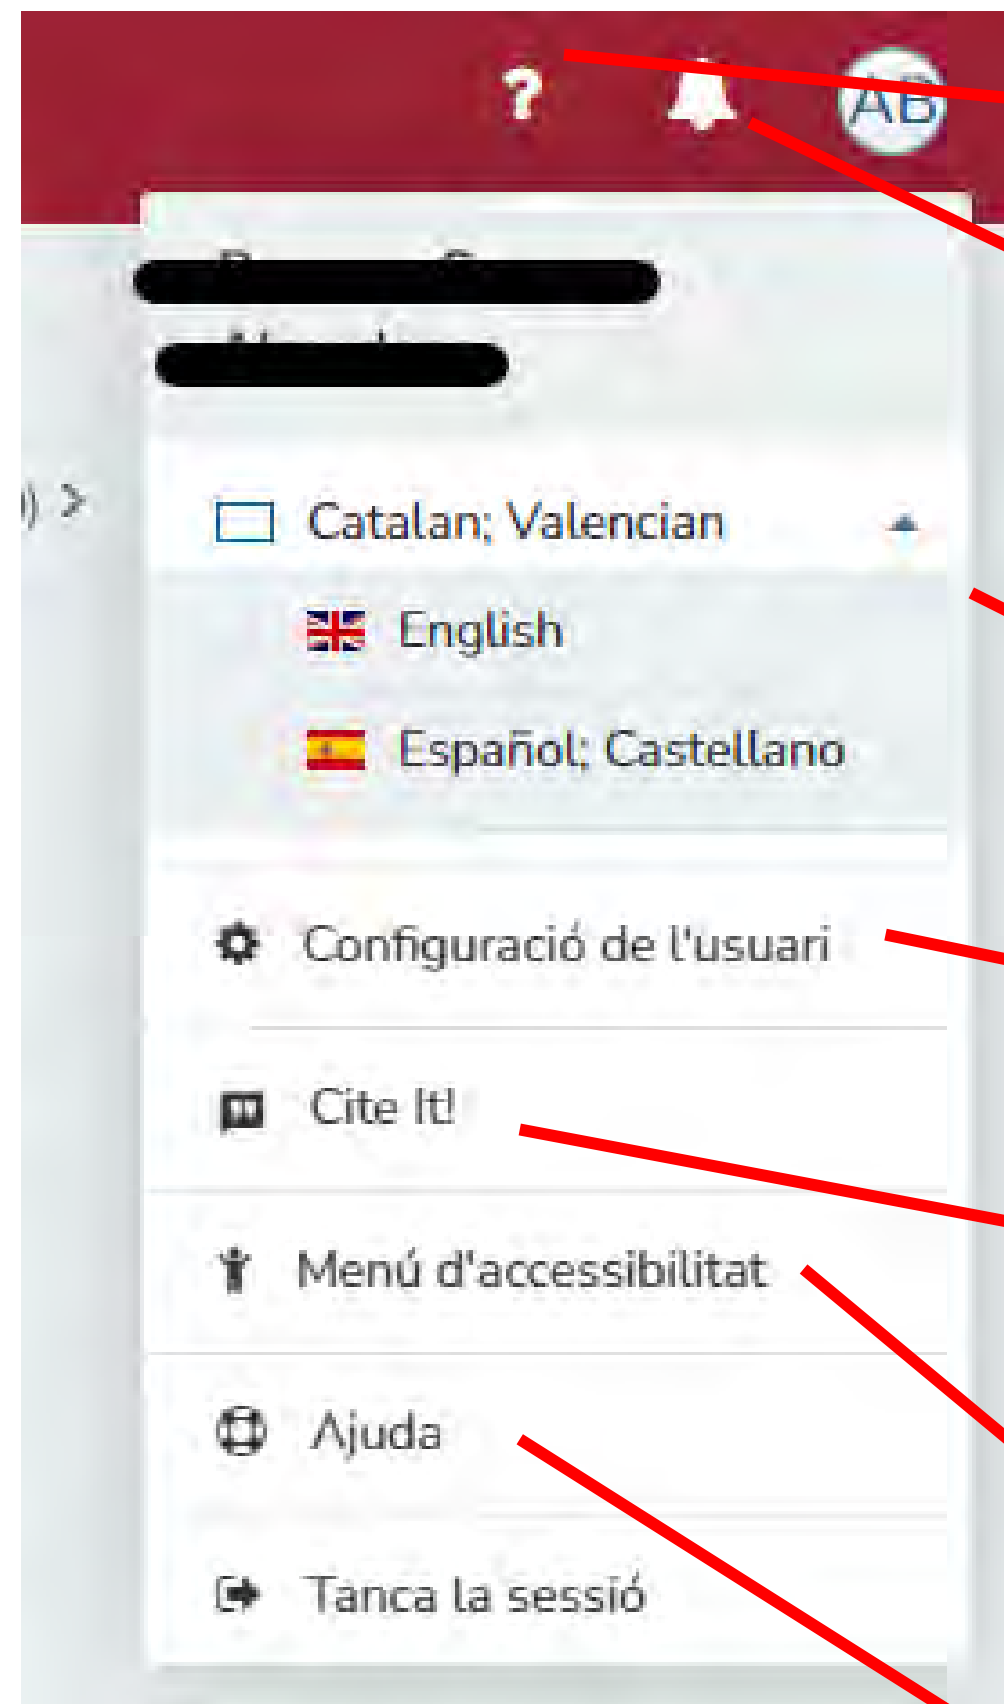 ?
AB
) >
Catalan; Valencian
English
Español; Castellano
Configuració de l'usuari
Cite It!
Menú d'accessibilitat
Ajuda
Tanca la sessió